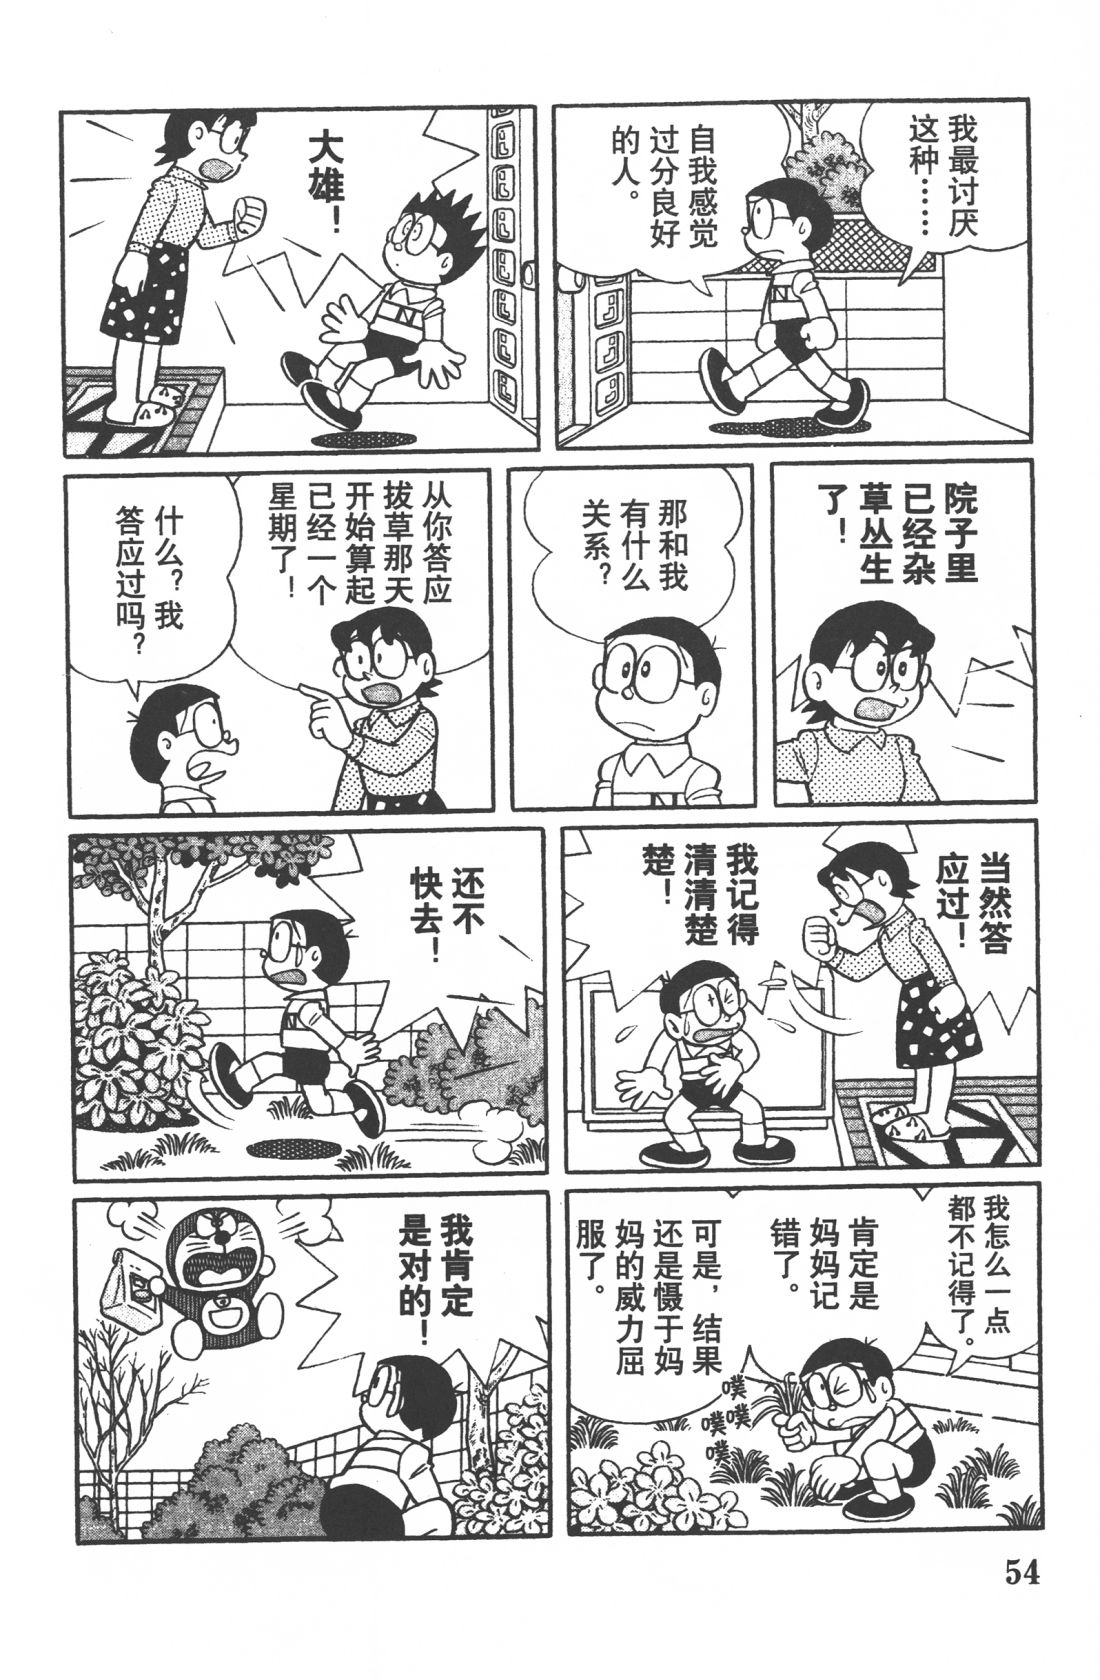 我最讨厌
这种……
自我感觉
过分良好
的人。
大
雄！
院子里
已经杂
草丛生
了！
那和我
有什么
关系？
从你答应
拔草那天
开始算起
已经一个
星期了！
什么？我
答应过吗？
当然答
应过！
我记得
清清楚
楚！
还不
快去！
我怎么一点
都不记得了。
肯定是
妈妈记
错了。
可是，结果
还是慑于妈
妈的威力屈
服了。
噗
噗
噗
噗
我肯定
是对的！
54